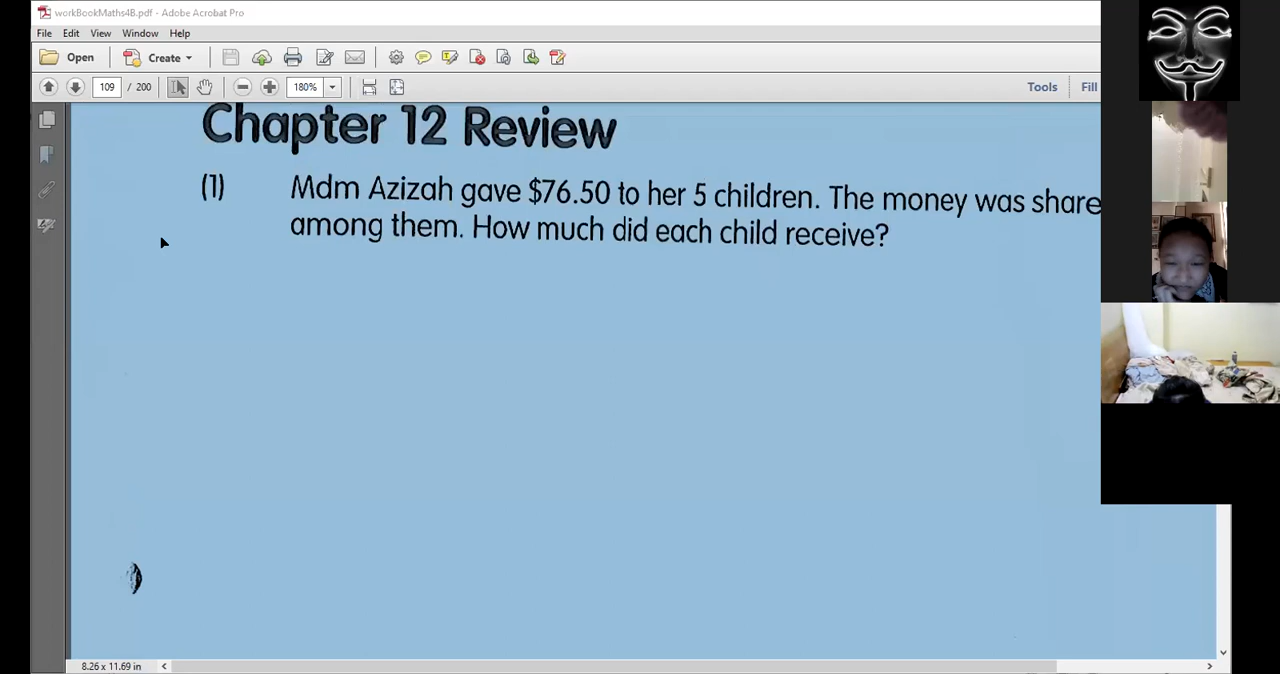 workBookMaths4B.pdf - Adobe Acrobat Pro
File Edit View Window Help
Open Create
109 / 200 180% Tools Fill
Chapter 12 Review
(1) Mdm Azizah gave $76.50 to her 5 children. The money was share
among them. How much did each child receive?
8.26 x 11.69 in